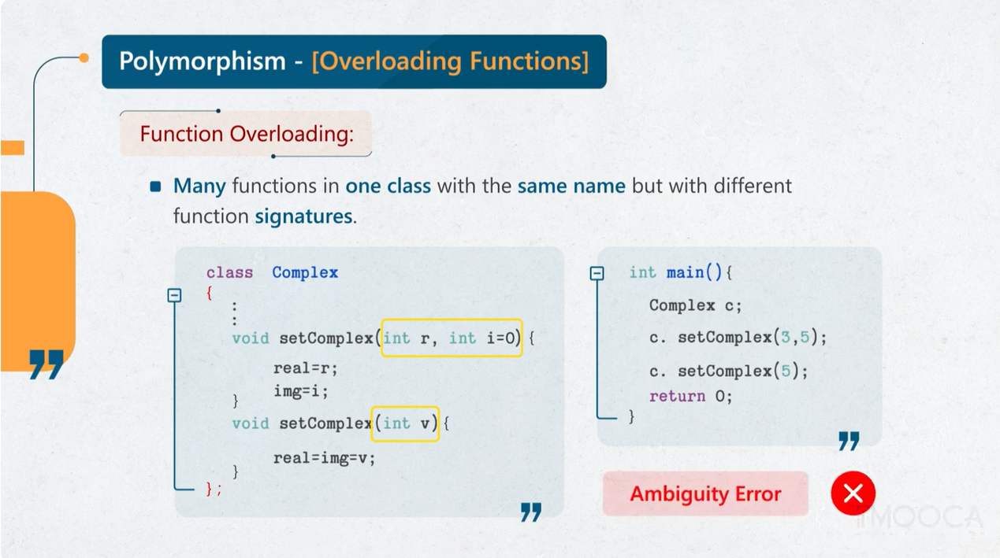 Polymorphism - [Overloading Functions]
Function Overloading:
Many functions in one class with the same name but with different
function signatures.
class Complex
{
:
:
void setComplex(int r, int i=0) {
real=r;
img=i;
}
void setComplex(int v){
real=img=v;
}
};
int main(){
Complex c;
c. setComplex(3,5);
c. setComplex(5);
return 0;
}
Ambiguity Error
MOOCA